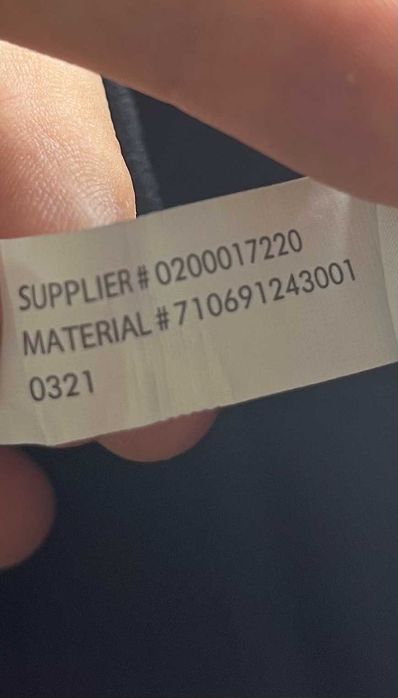 SUPPLIER # 0200017220
MATERIAL # 710691243001
0321